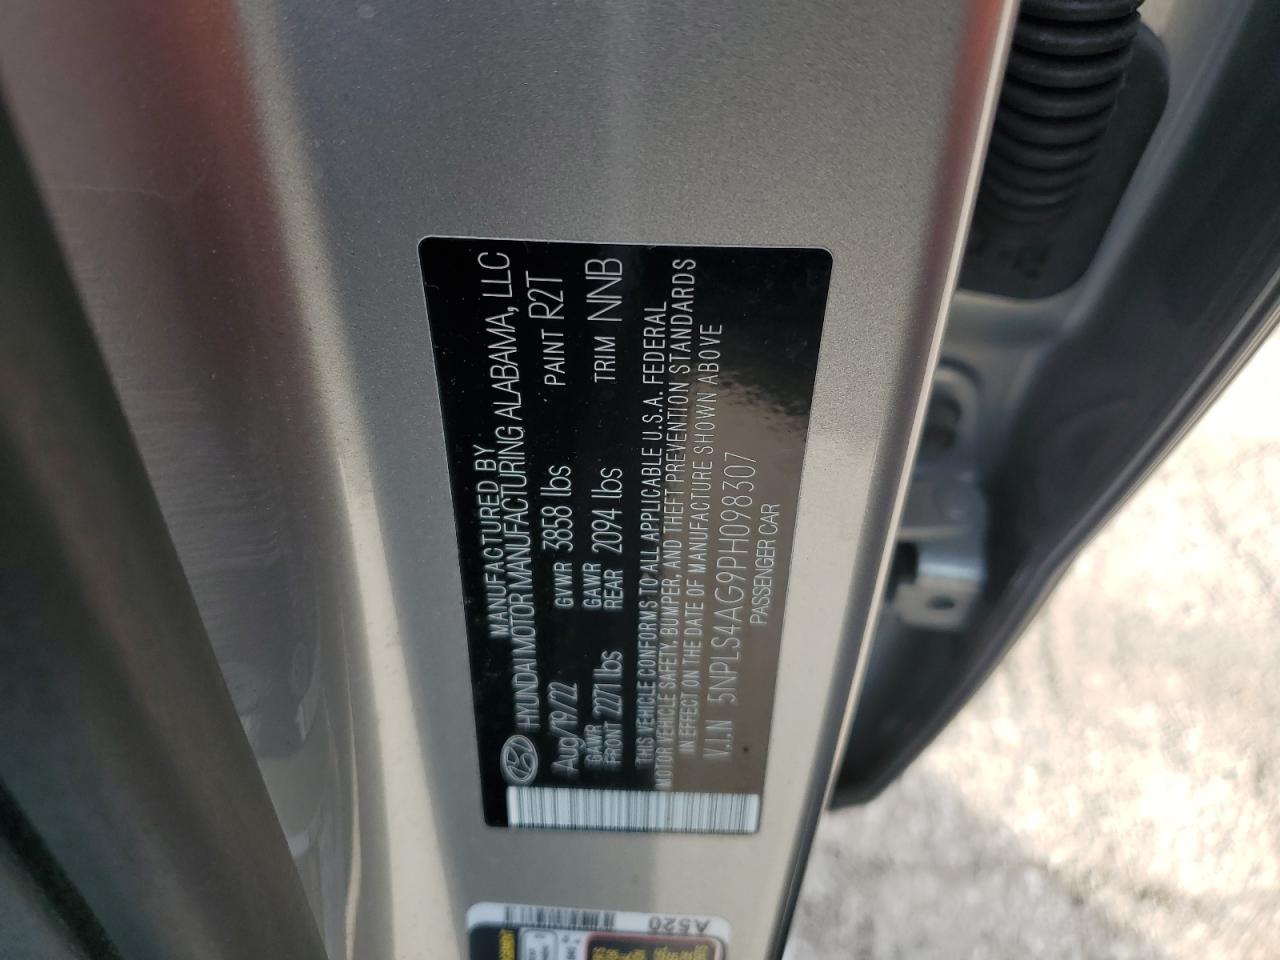 MANUFACTURED BY
HYUNDAI MOTOR MANUFACTURING ALABAMA, LLC
Aug/19/22 GVWR 3858 lbs PAINT R2T
GAWR FRONT 2271 lbs GAWR REAR 2094 lbs TRIM NNB
THIS VEHICLE CONFORMS TO ALL APPLICABLE U.S.A. FEDERAL
MOTOR VEHICLE SAFETY, BUMPER, AND THEFT PREVENTION STANDARDS
IN EFFECT ON THE DATE OF MANUFACTURE SHOWN ABOVE
V.I.N 5NPLS4AG9PH098307
PASSENGER CAR
A520